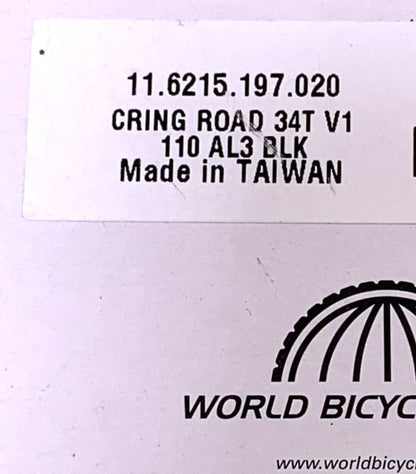 11.6215.197.020
CRING ROAD 34T V1
110 AL3 BLK
Made in TAIWAN
WORLD BICYC
www.worldbicyc